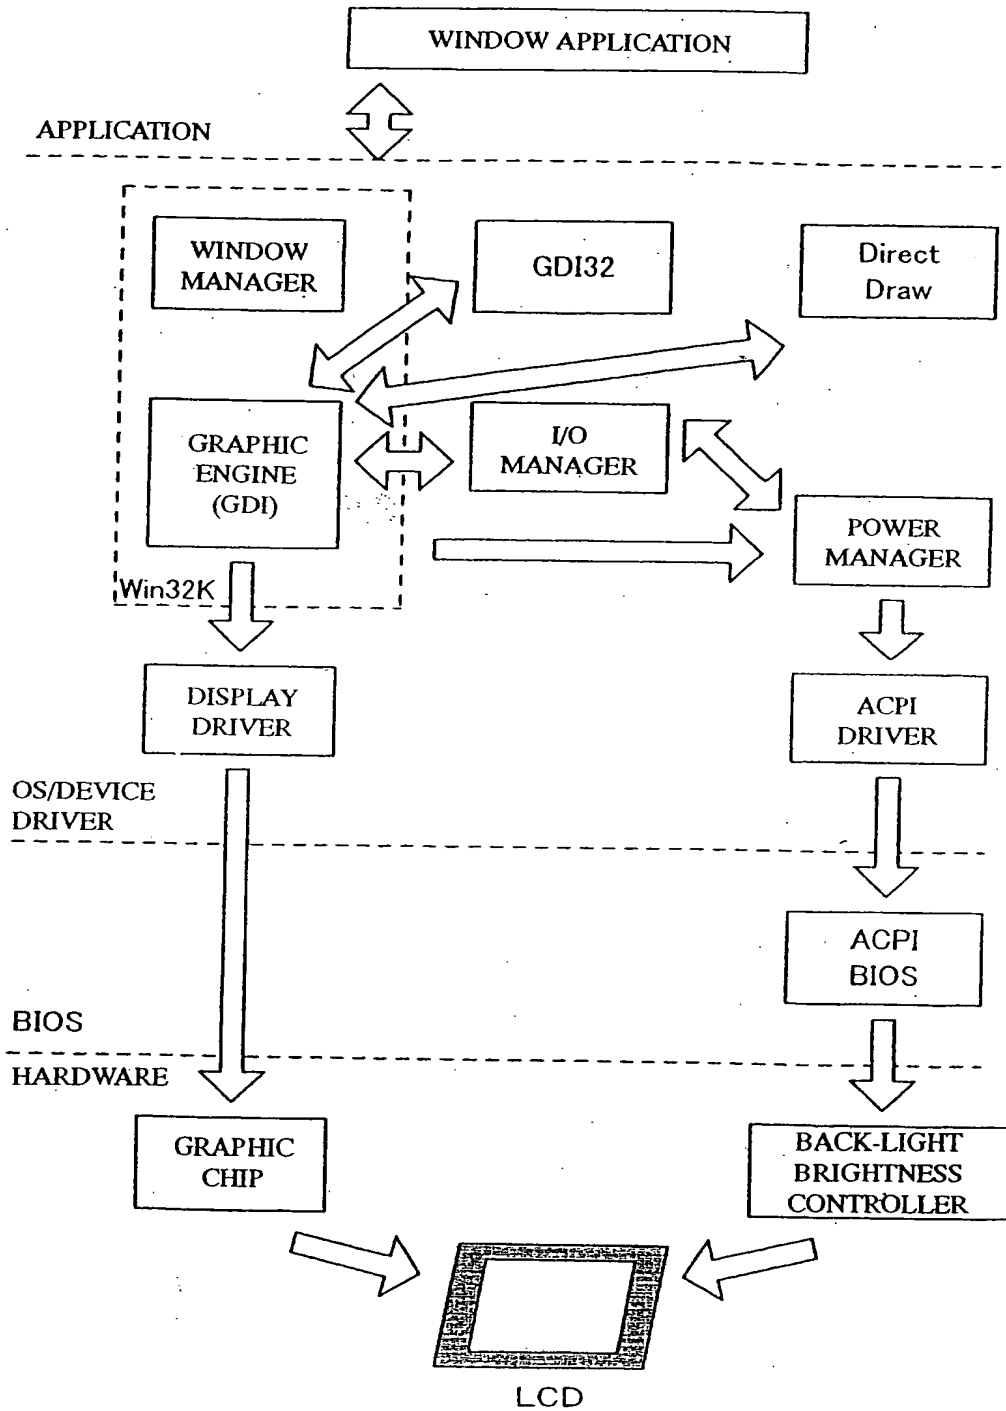 WINDOW APPLICATION
APPLICATION
WINDOW
MANAGER
GDI32
Direct
Draw
GRAPHIC
ENGINE
(GDI)
I/O
MANAGER
POWER
MANAGER
Win32K
DISPLAY
DRIVER
ACPI
DRIVER
OS/DEVICE
DRIVER
ACPI
BIOS
BIOS
HARDWARE
GRAPHIC
CHIP
BACK-LIGHT
BRIGHTNESS
CONTROLLER
LCD